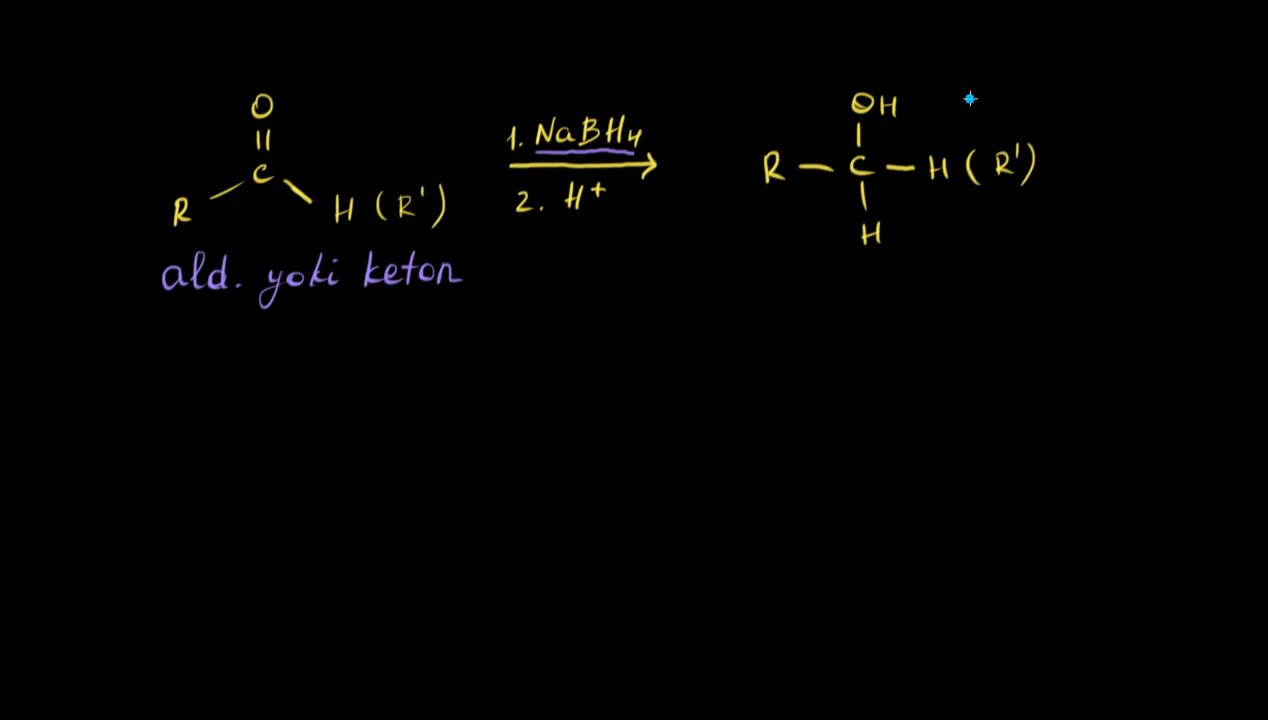 O
||
C
R H (R')
ald. yoki keton
1. NaBH4
2. H+
OH
R — C — H (R')
H